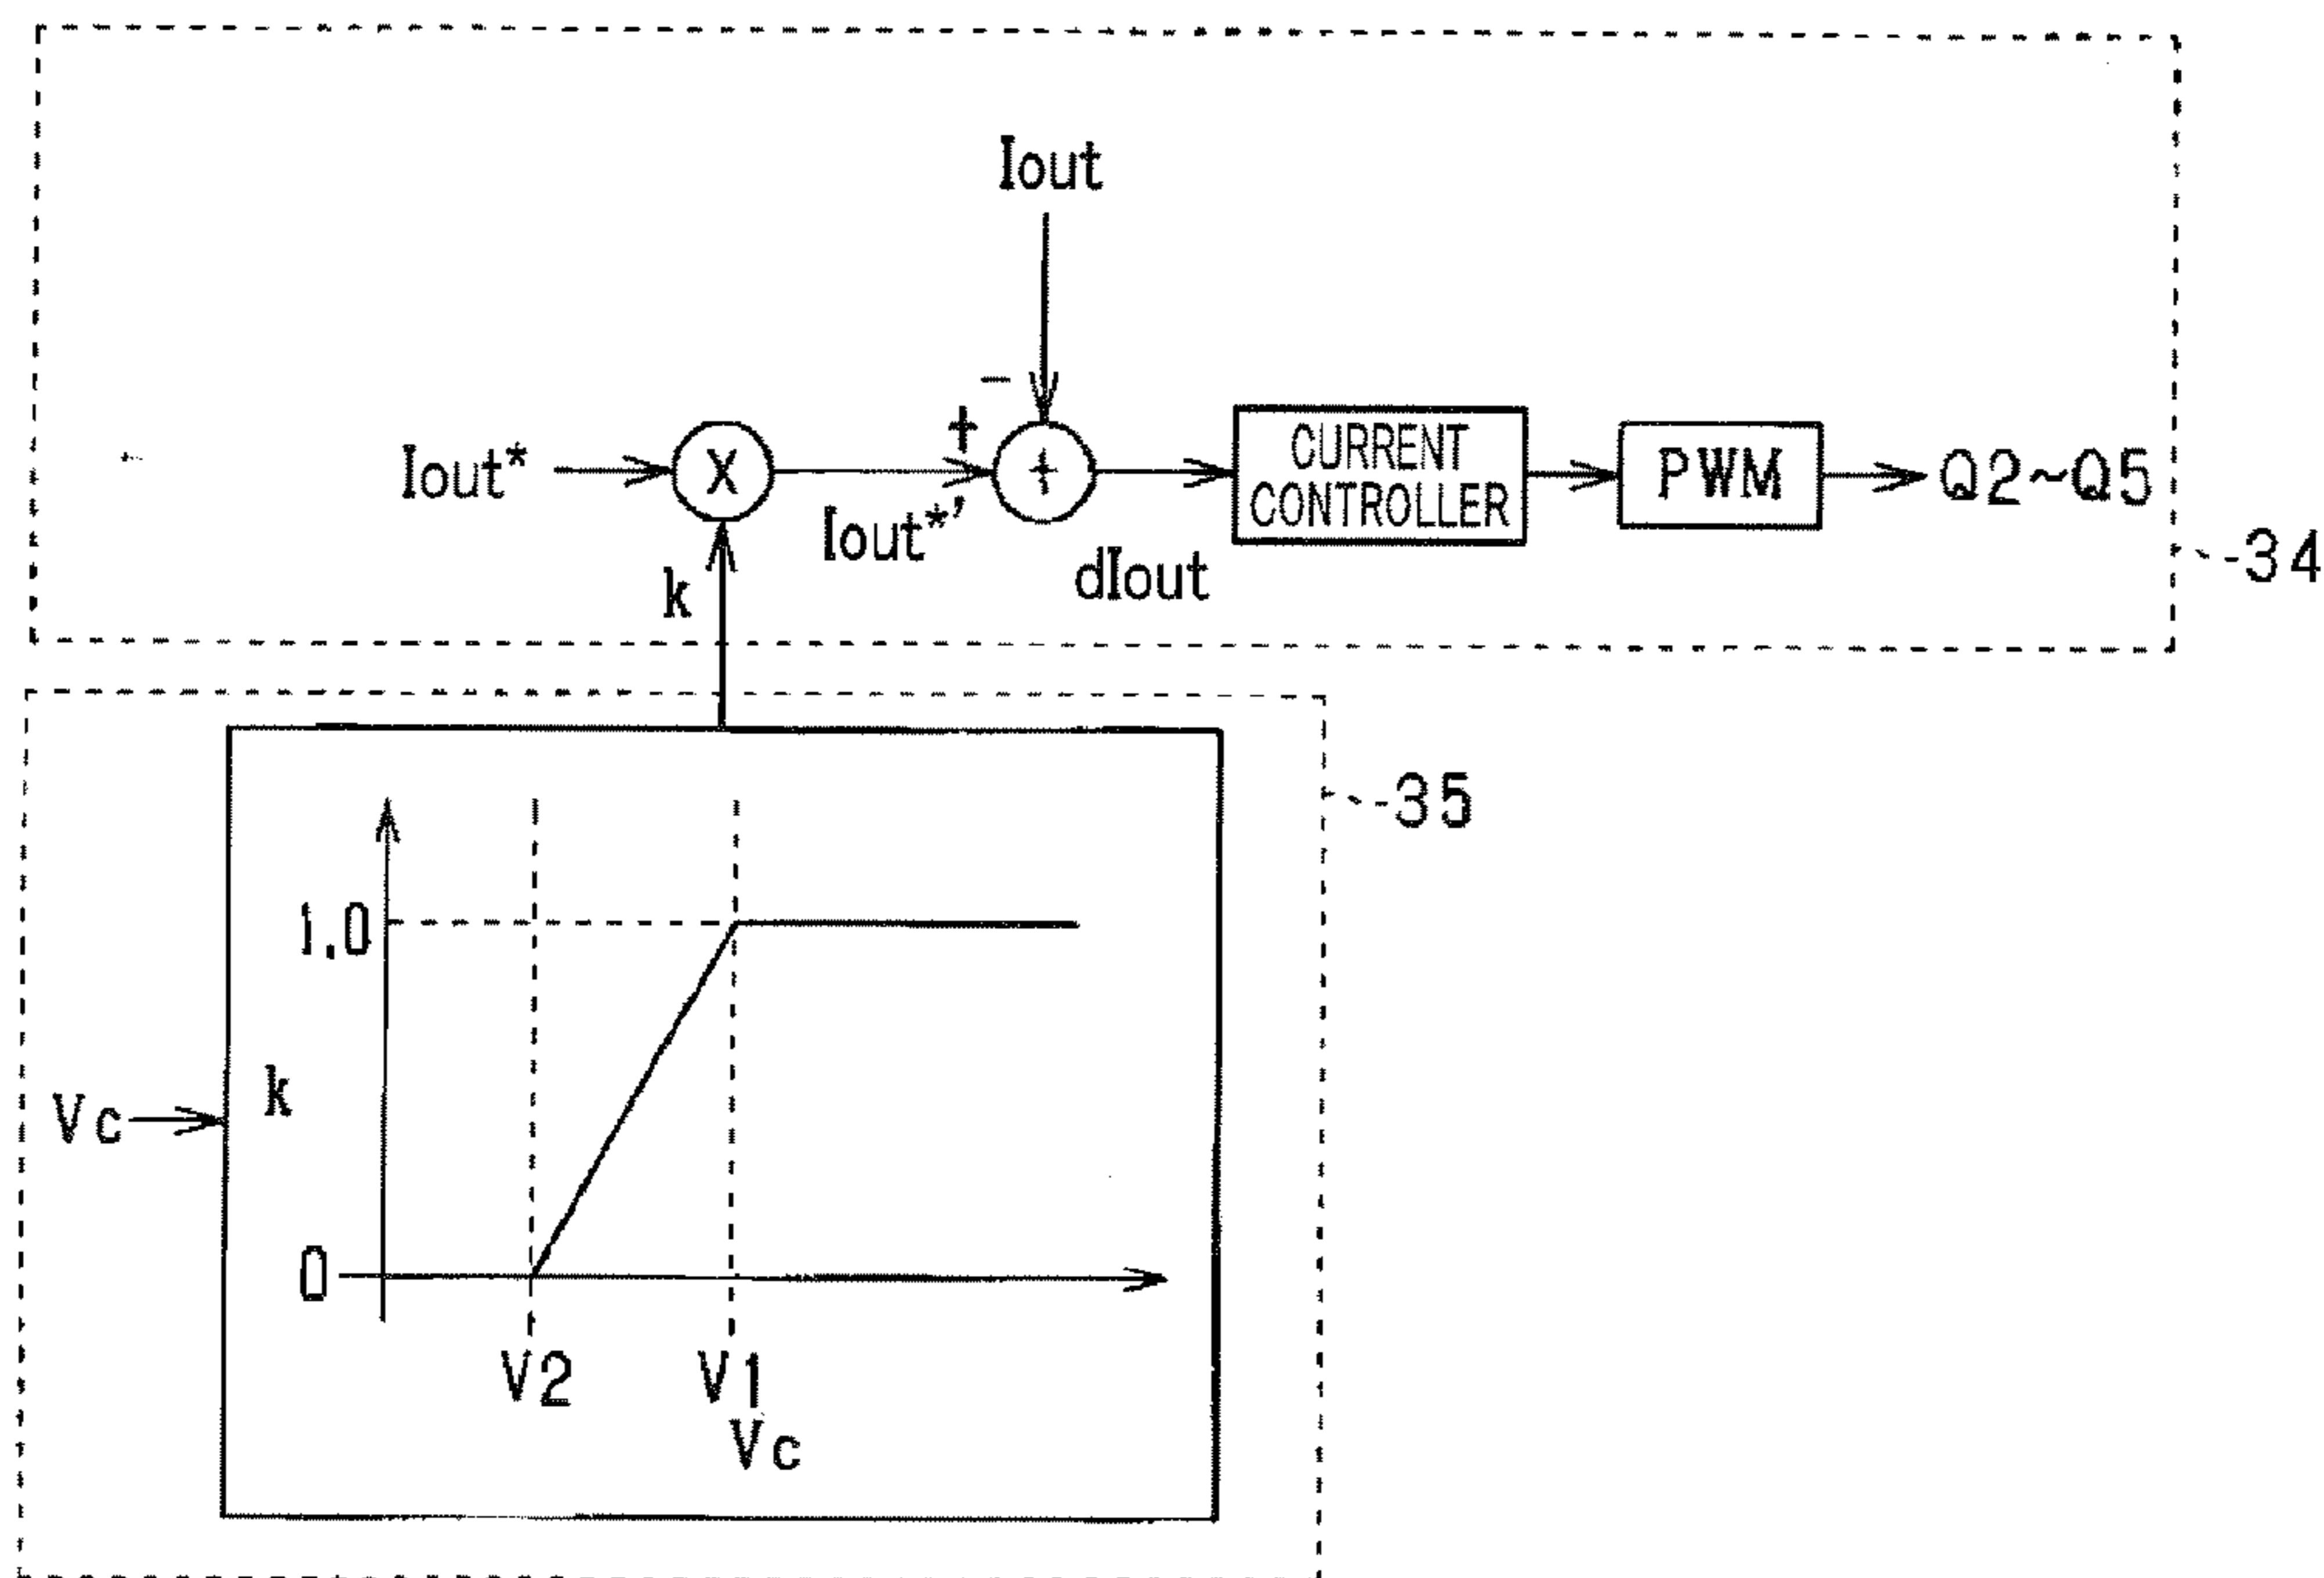 Iout
-
+
Iout*
X
+
CURRENT
CONTROLLER
PWM
Q2~Q5
Iout*'
dIout
k
34
35
1.0
k
Vc
0
V2
V1
Vc